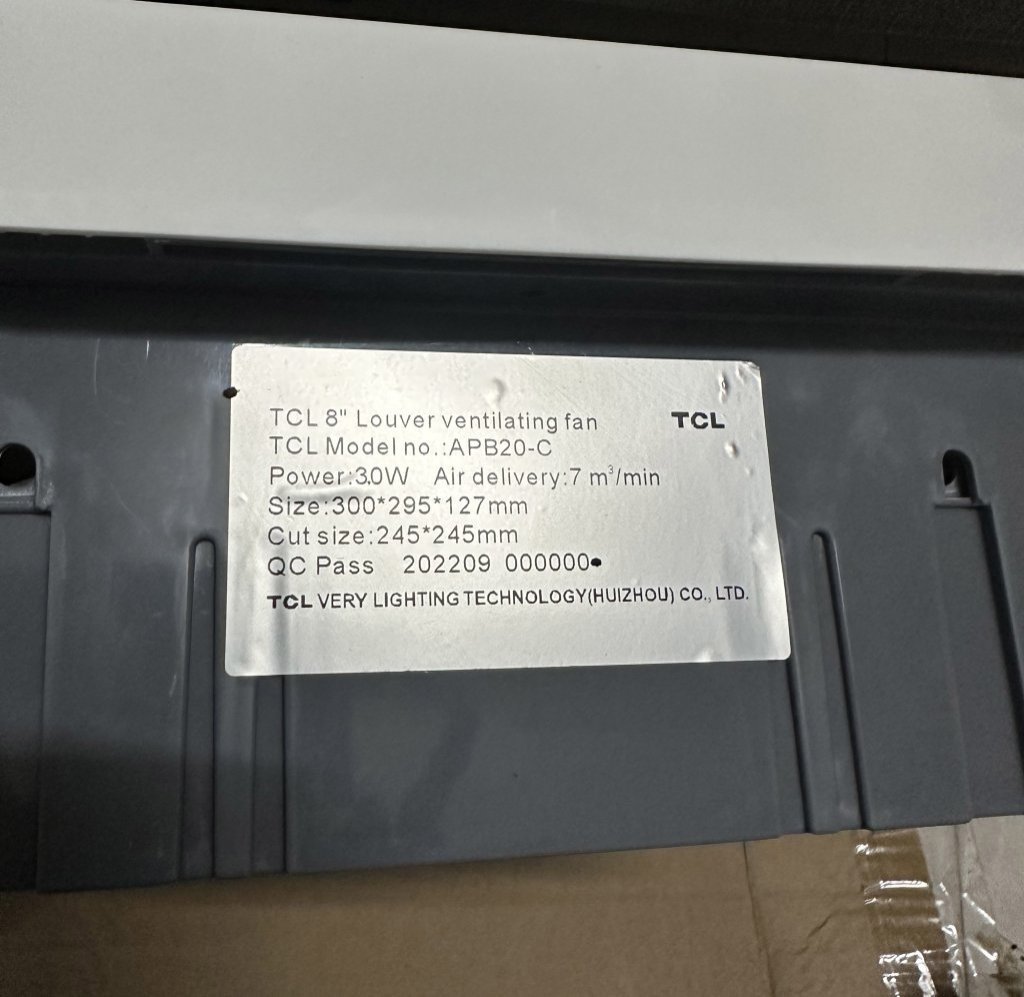 TCL 8" Louver ventilating fan TCL
TCL Model no.:APB20-C
Power:30W Air delivery:7 m³/min
Size:300*295*127mm
Cut size:245*245mm
QC Pass 202209 000000
TCL VERY LIGHTING TECHNOLOGY(HUIZHOU) CO., LTD.